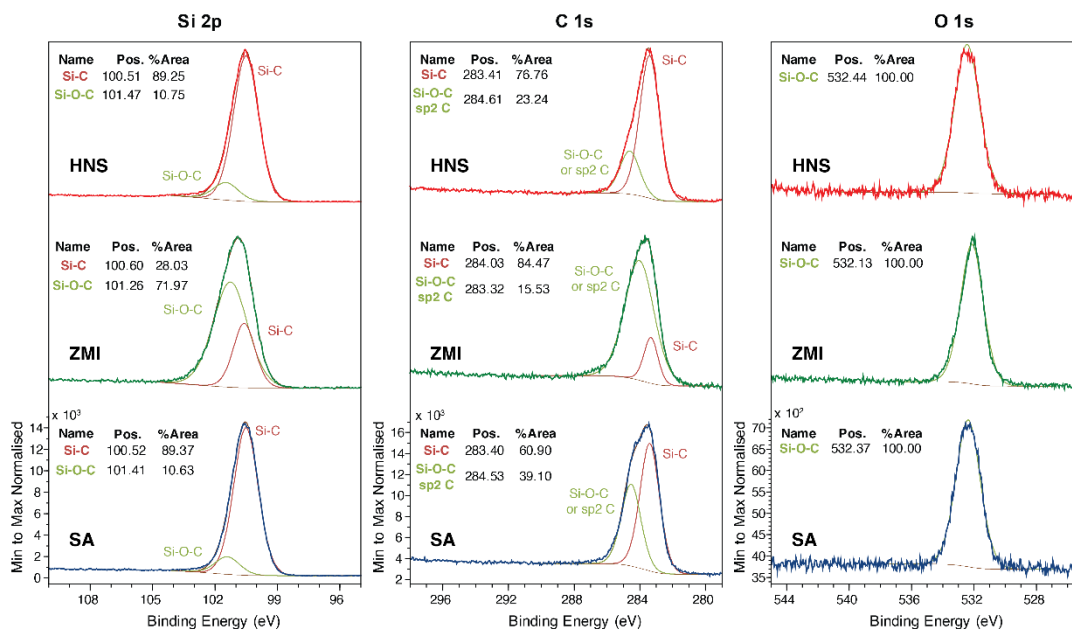 Si 2p
C 1s
O 1s
Name Pos. %Area
Si-C 100.51 89.25
Si-O-C 101.47 10.75
Si-C
Si-O-C
HNS
Name Pos. %Area
Si-C 283.41 76.76
Si-O-C
sp2 C 284.61 23.24
Si-C
Si-O-C
or sp2 C
HNS
Name Pos. %Area
Si-O-C 532.44 100.00
HNS
Name Pos. %Area
Si-C 100.60 28.03
Si-O-C 101.26 71.97
Si-O-C
Si-C
ZMI
Name Pos. %Area
Si-C 284.03 84.47
Si-O-C
sp2 C 283.32 15.53
Si-O-C
or sp2 C
Si-C
ZMI
Name Pos. %Area
Si-O-C 532.13 100.00
ZMI
x 10³
Name Pos. %Area
Si-C 100.52 89.37
Si-O-C 101.41 10.63
Si-C
Si-O-C
SA
Min to Max Normalised
14
12
10
8
6
4
2
0
108 105 102 99 96
Binding Energy (eV)
x 10³
Name Pos. %Area
Si-C 283.40 60.90
Si-O-C
sp2 C 284.53 39.10
Si-C
Si-O-C
or sp2 C
SA
Min to Max Normalised
16
14
12
10
8
6
4
2
296 292 288 284 280
Binding Energy (eV)
Name Pos. %Area
Si-O-C 532.37 100.00
SA
Min to Max Normalised
70
65
60
55
50
45
40
35
544 540 536 532 528
Binding Energy (eV)